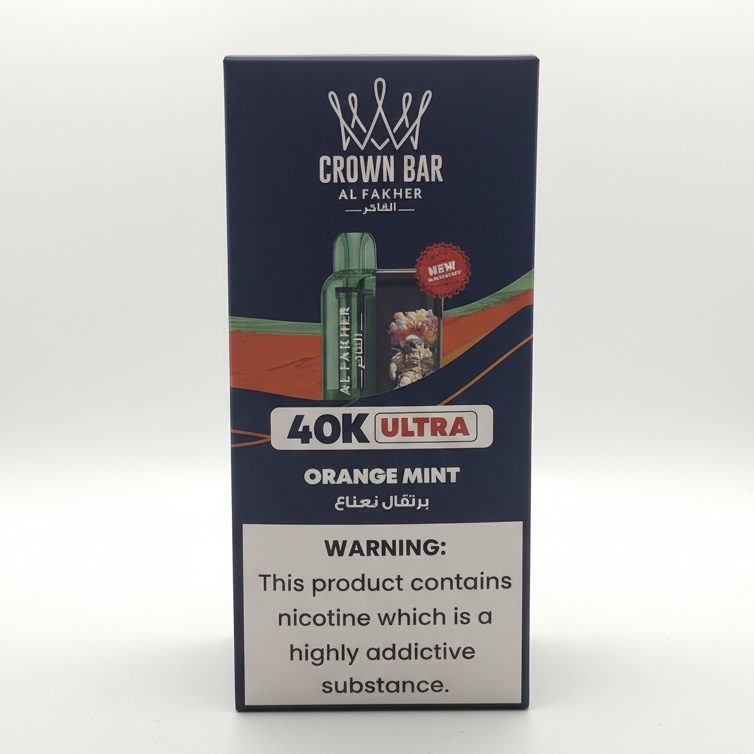 CROWN BAR
AL FAKHER
الفاخر
NEW
AL FAKHER
الفاخر
40K ULTRA
ORANGE MINT
برتقال نعناع
WARNING:
This product contains
nicotine which is a
highly addictive
substance.